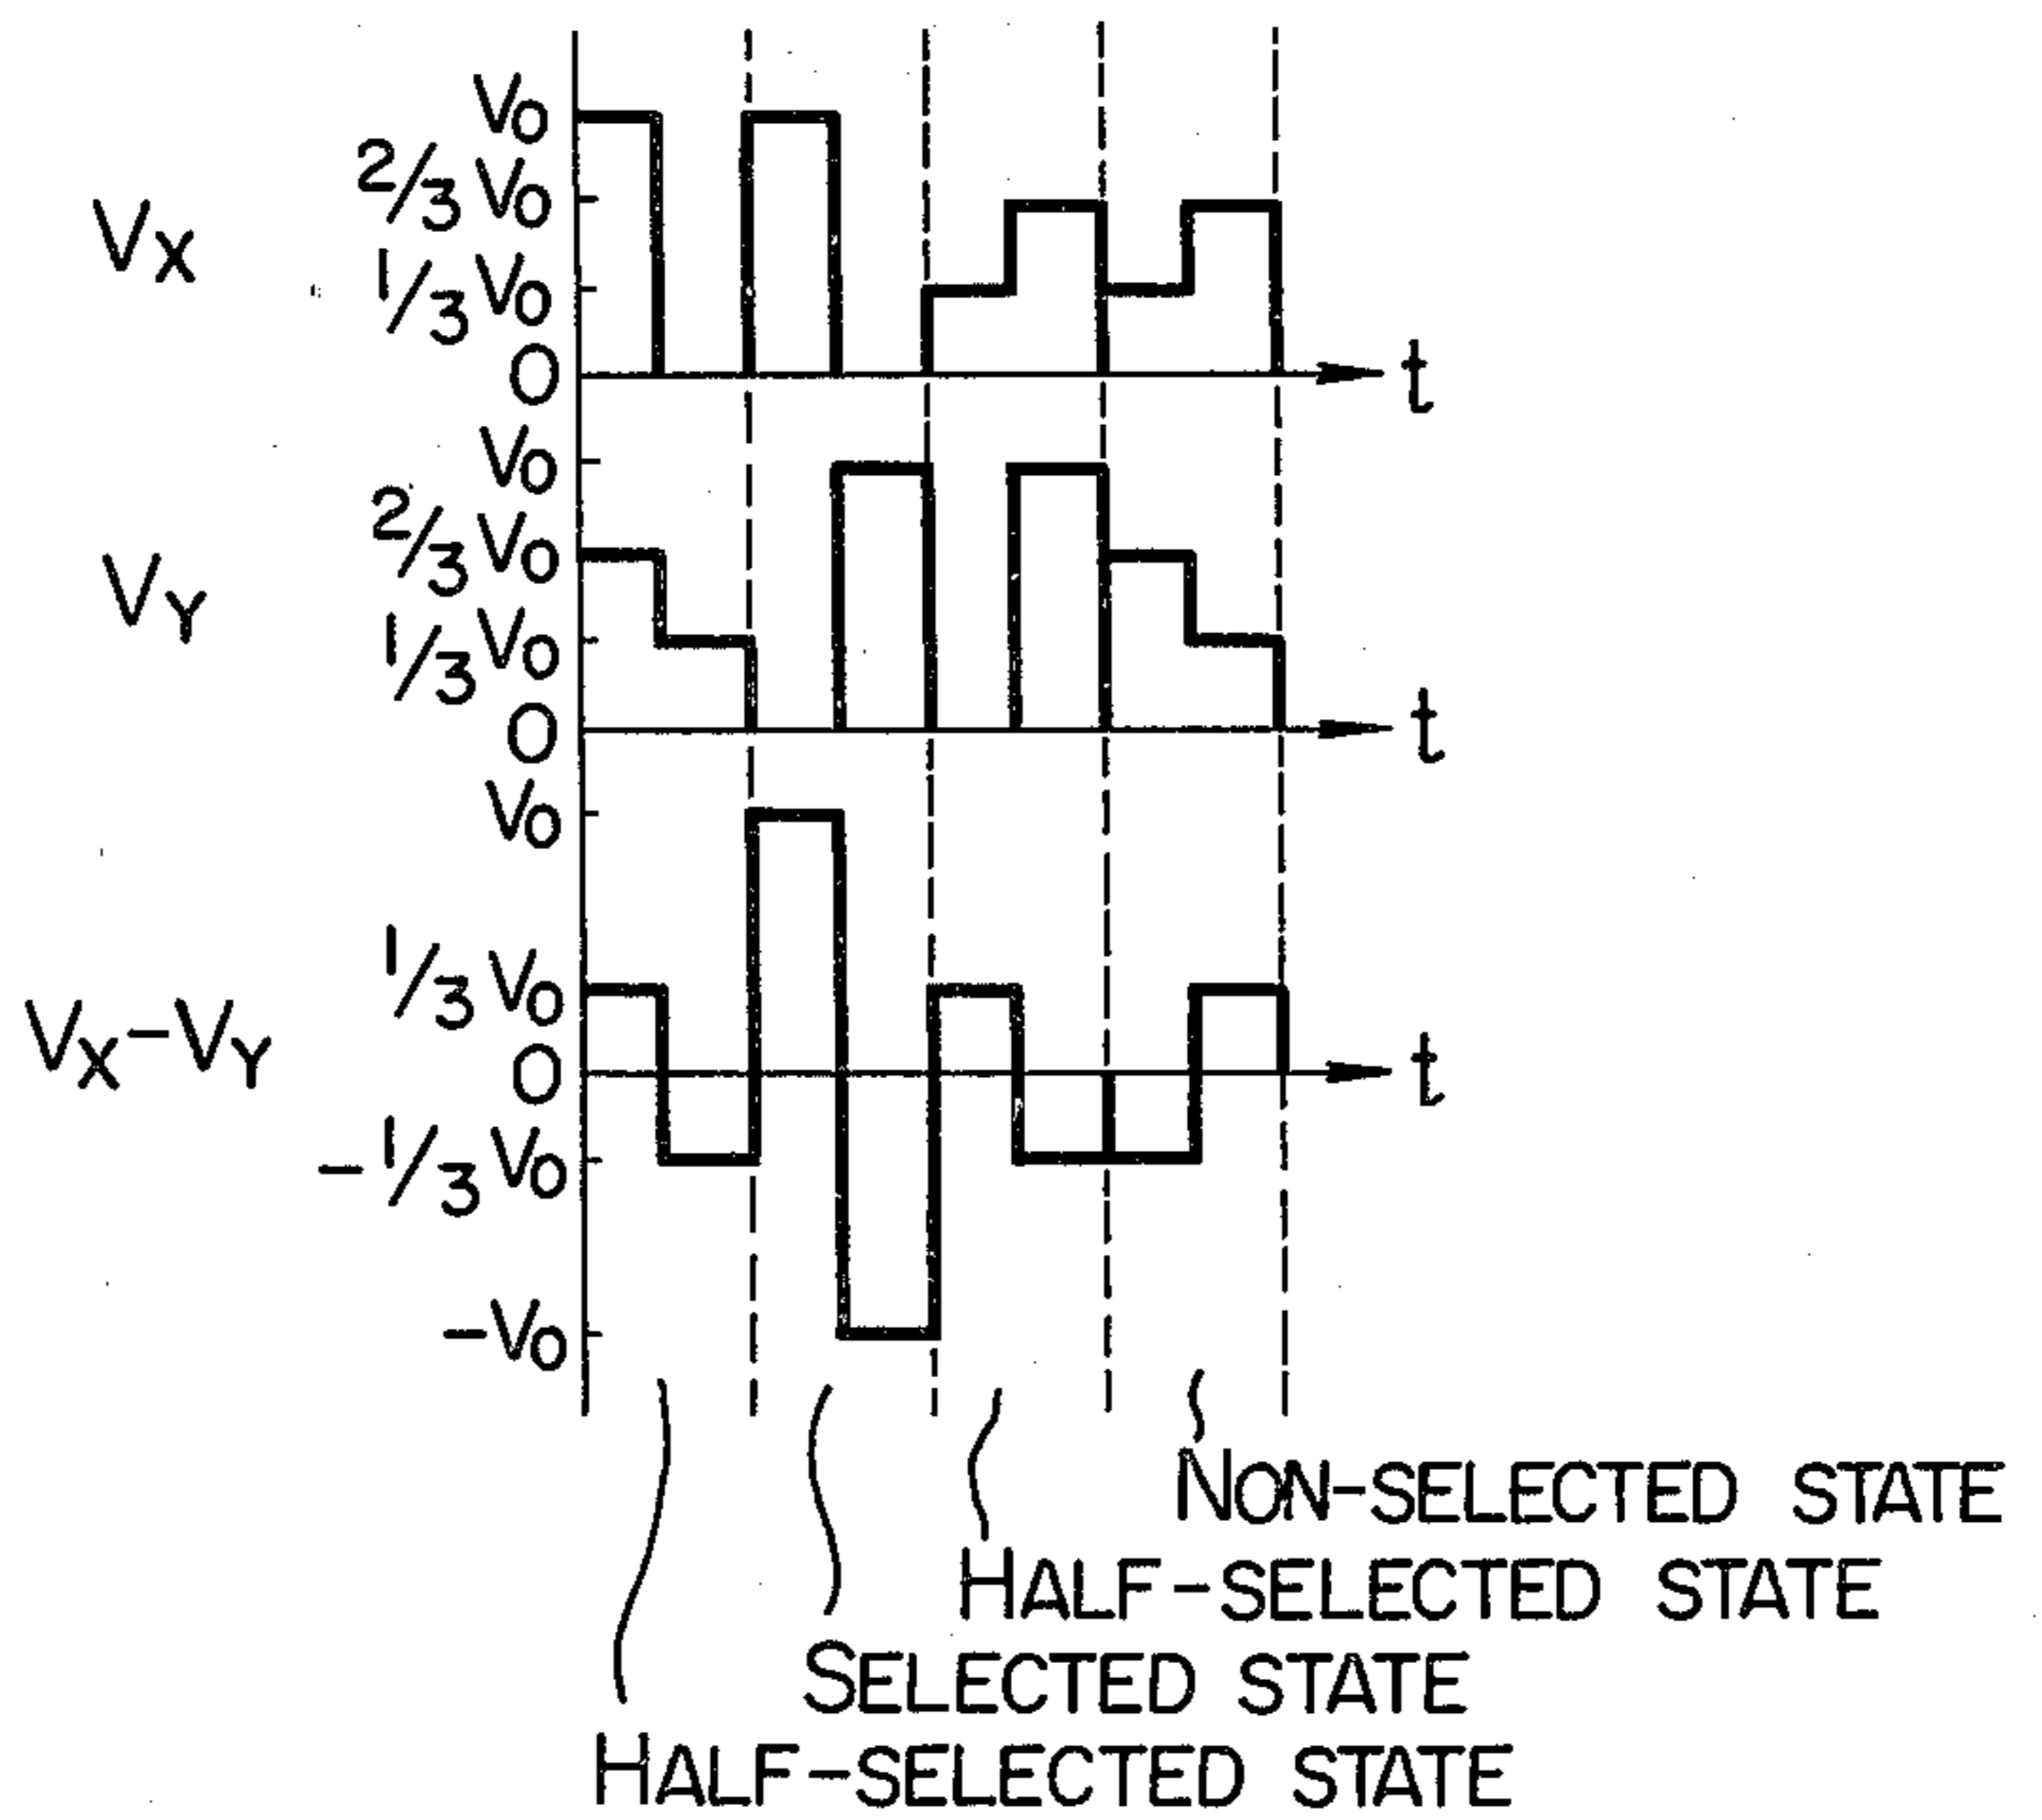 V0
2/3 V0
VX
1/3 V0
0
t
V0
2/3 V0
VY
1/3 V0
0
t
V0
1/3 V0
VX-VY
0
t
-1/3 V0
-V0
NON-SELECTED STATE
HALF-SELECTED STATE
SELECTED STATE
HALF-SELECTED STATE